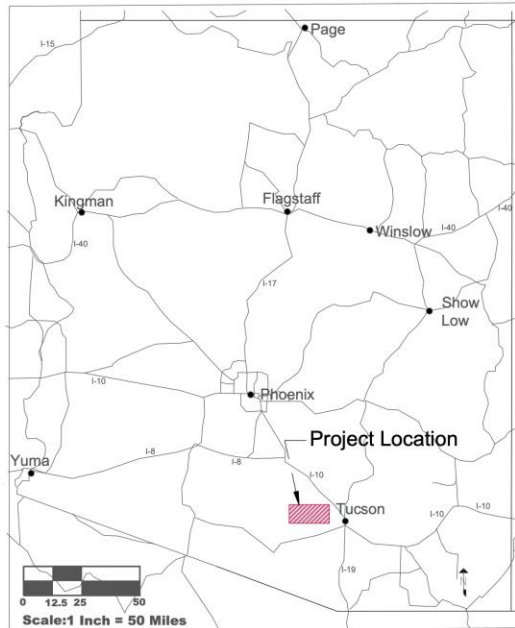 Page
I-15
Kingman
Flagstaff
Winslow
I-40
I-40
I-40
I-17
Show
Low
I-10
Phoenix
Project Location
Yuma
I-8
I-8
I-10
Tucson
I-10
I-10
I-19
0 12.5 25 50
Scale:1 Inch = 50 Miles